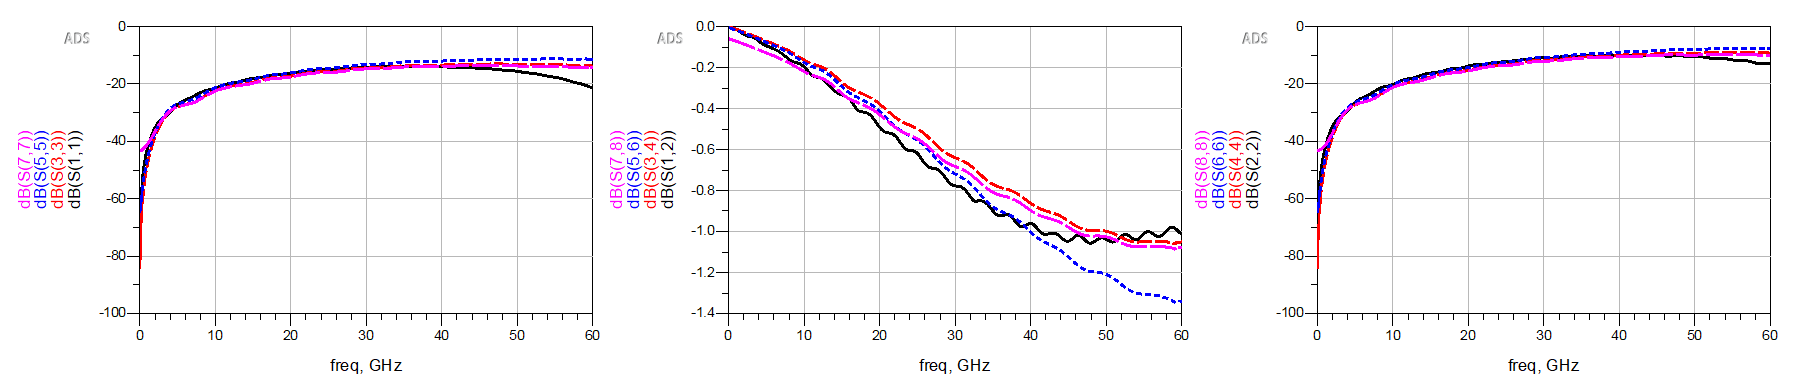 ADS
dB(S(7,7))
dB(S(5,5))
dB(S(3,3))
dB(S(1,1))
0
-20
-40
-60
-80
-100
0 10 20 30 40 50 60
freq, GHz
ADS
dB(S(7,8))
dB(S(5,6))
dB(S(3,4))
dB(S(1,2))
0.0
-0.2
-0.4
-0.6
-0.8
-1.0
-1.2
-1.4
0 10 20 30 40 50 60
freq, GHz
ADS
dB(S(8,8))
dB(S(6,6))
dB(S(4,4))
dB(S(2,2))
0
-20
-40
-60
-80
-100
0 10 20 30 40 50 60
freq, GHz